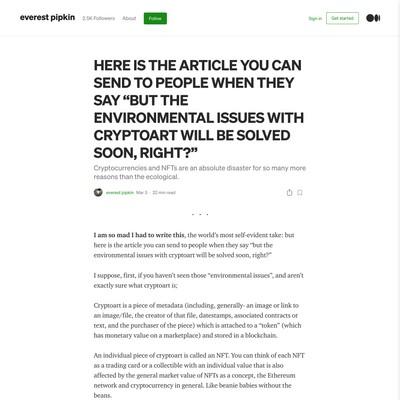 everest pipkin 2.5K Followers About Follow Sign in Get started
HERE IS THE ARTICLE YOU CAN
SEND TO PEOPLE WHEN THEY
SAY “BUT THE
ENVIRONMENTAL ISSUES WITH
CRYPTOART WILL BE SOLVED
SOON, RIGHT?”
Cryptocurrencies and NFTs are an absolute disaster for so many more
reasons than the ecological.
everest pipkin Mar 3 · 22 min read
· · ·
I am so mad I had to write this, the world’s most self-evident take: but
here is the article you can send to people when they say “but the
environmental issues with cryptoart will be solved soon, right?”
I suppose, first, if you haven’t seen those “environmental issues”, and aren’t
exactly sure what cryptoart is;
Cryptoart is a piece of metadata (including, generally- an image or link to
an image/file, the creator of that file, datestamps, associated contracts or
text, and the purchaser of the piece) which is attached to a “token” (which
has monetary value on a marketplace) and stored in a blockchain.
An individual piece of cryptoart is called an NFT. You can think of each NFT
as a trading card or a collectible with an individual value that is also
affected by the general market value of NFTs as a concept, the Ethereum
network and cryptocurrency in general. Like beanie babies without the
beans.